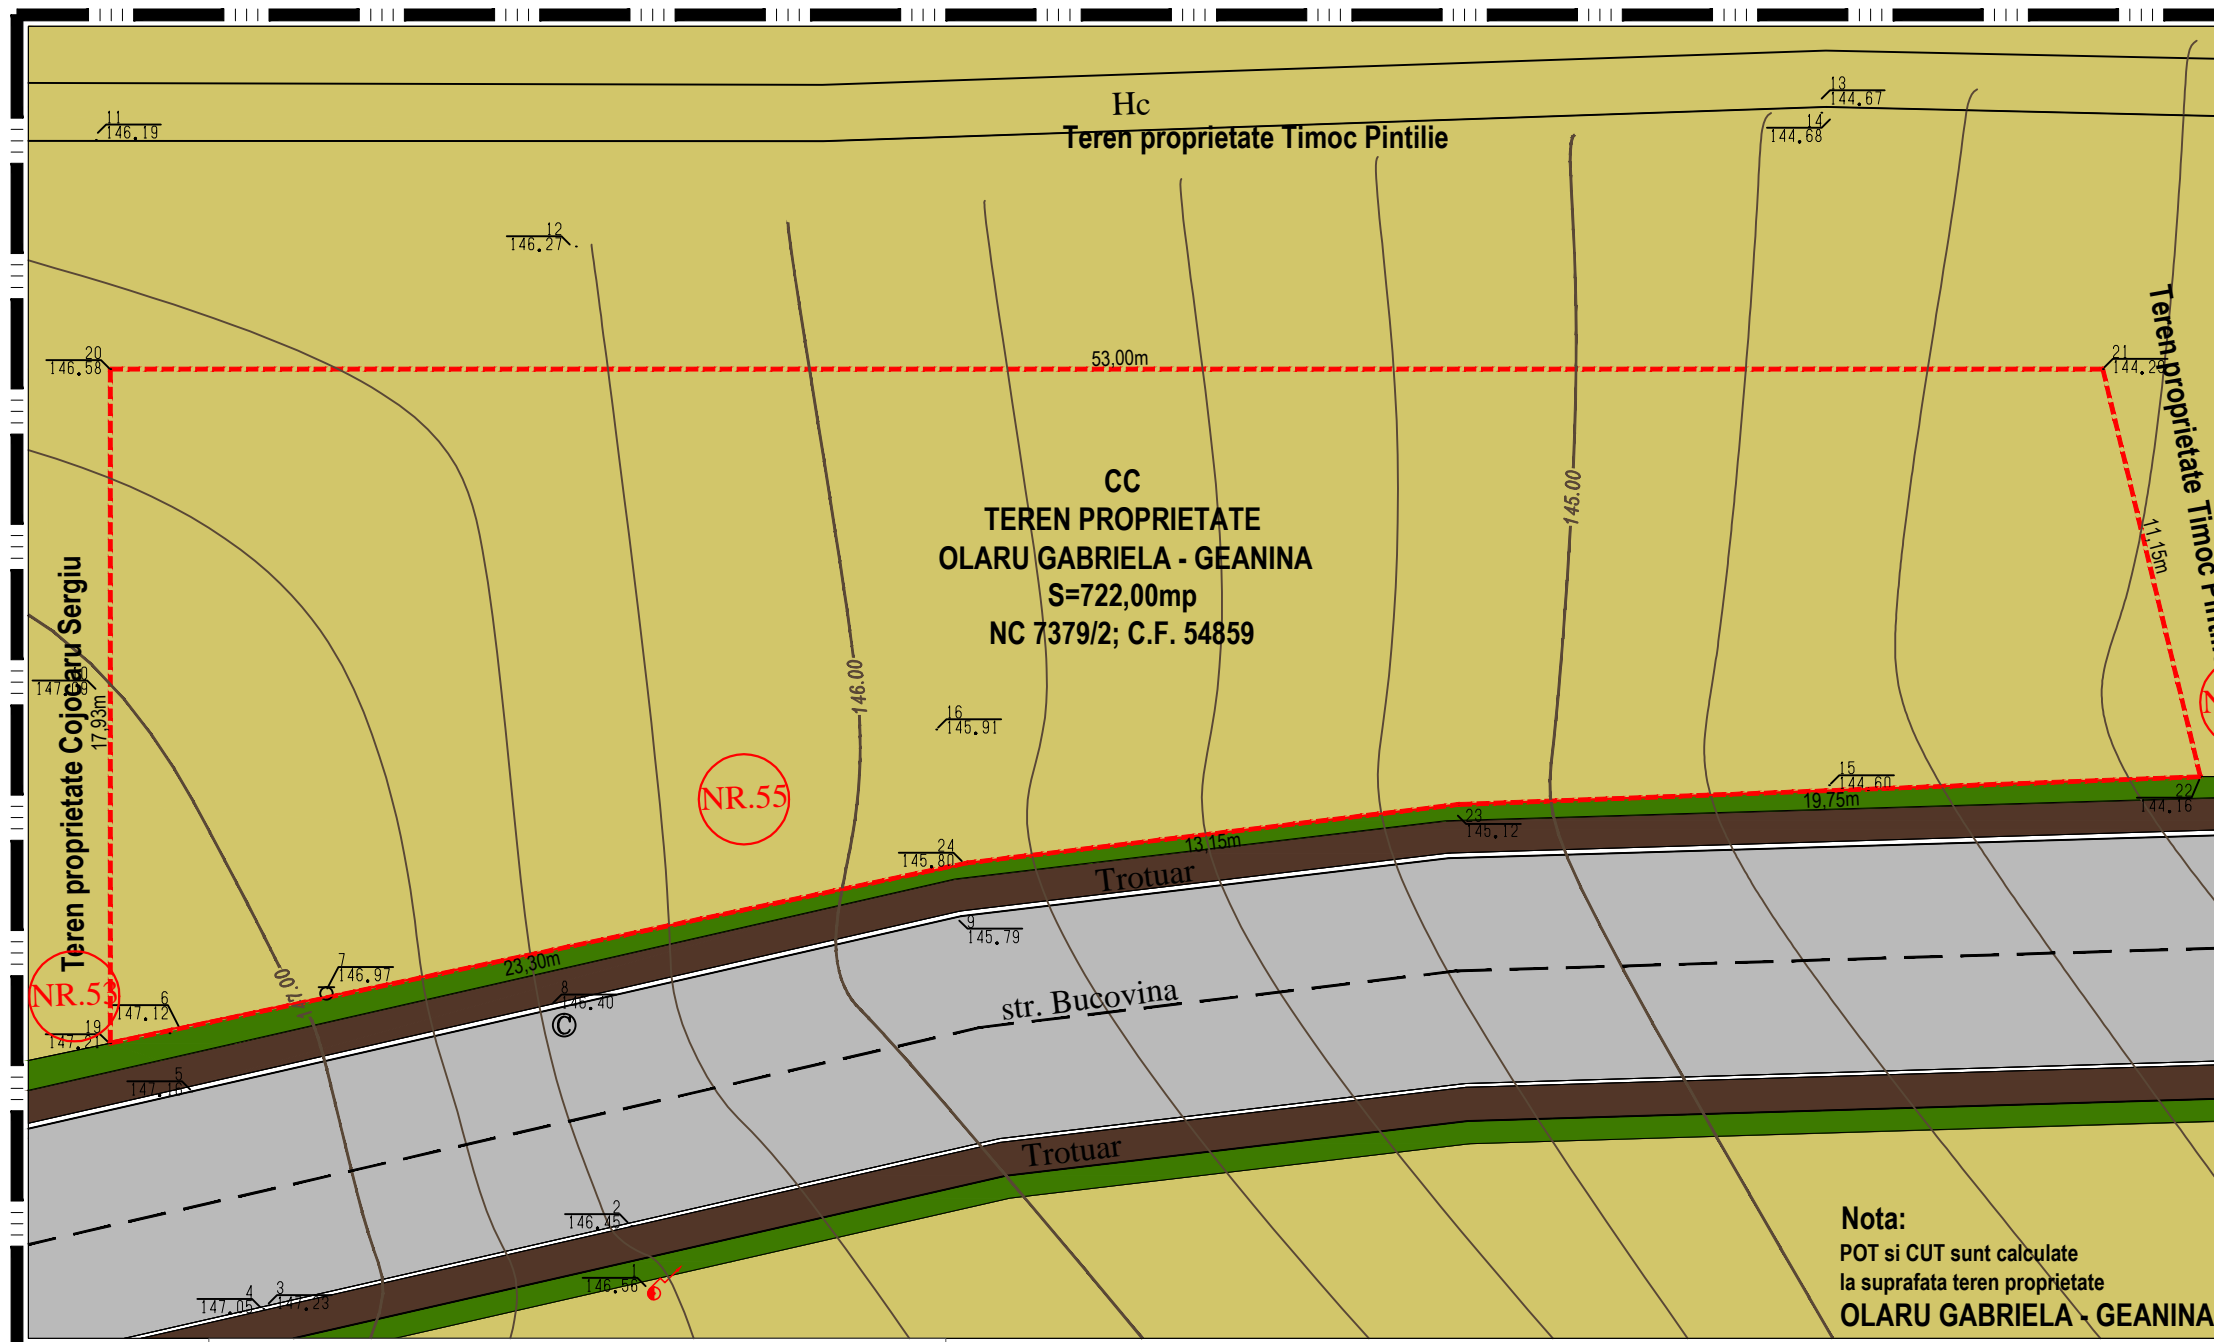 13
144.67
Hc
11
146.19
14
144.68
Teren proprietate Timoc Pintilie
12
146.27
20
146.58
53,00m
21
Teren proprietate Timoc
CC
TEREN PROPRIETATE
OLARU GABRIELA - GEANINA
S=722,00mp
NC 7379/2; C.F. 54859
145.00
11,15m
Teren proprietate Cojocaru Sergiu
17,93m
146.00
16
145.91
NR.55
15
144.60
19,75m
22
144.16
23
145.12
13,15m
24
145.80
Trotuar
9
145.79
7
146.97
23,30m
8
NR.53
6
147.12
19
147.21
str. Bucovina
5
147.16
Trotuar
2
146.45
1
146.56
4
147.05
3
147.23
Nota:
POT si CUT sunt calculate
la suprafata teren proprietate
OLARU GABRIELA - GEANINA